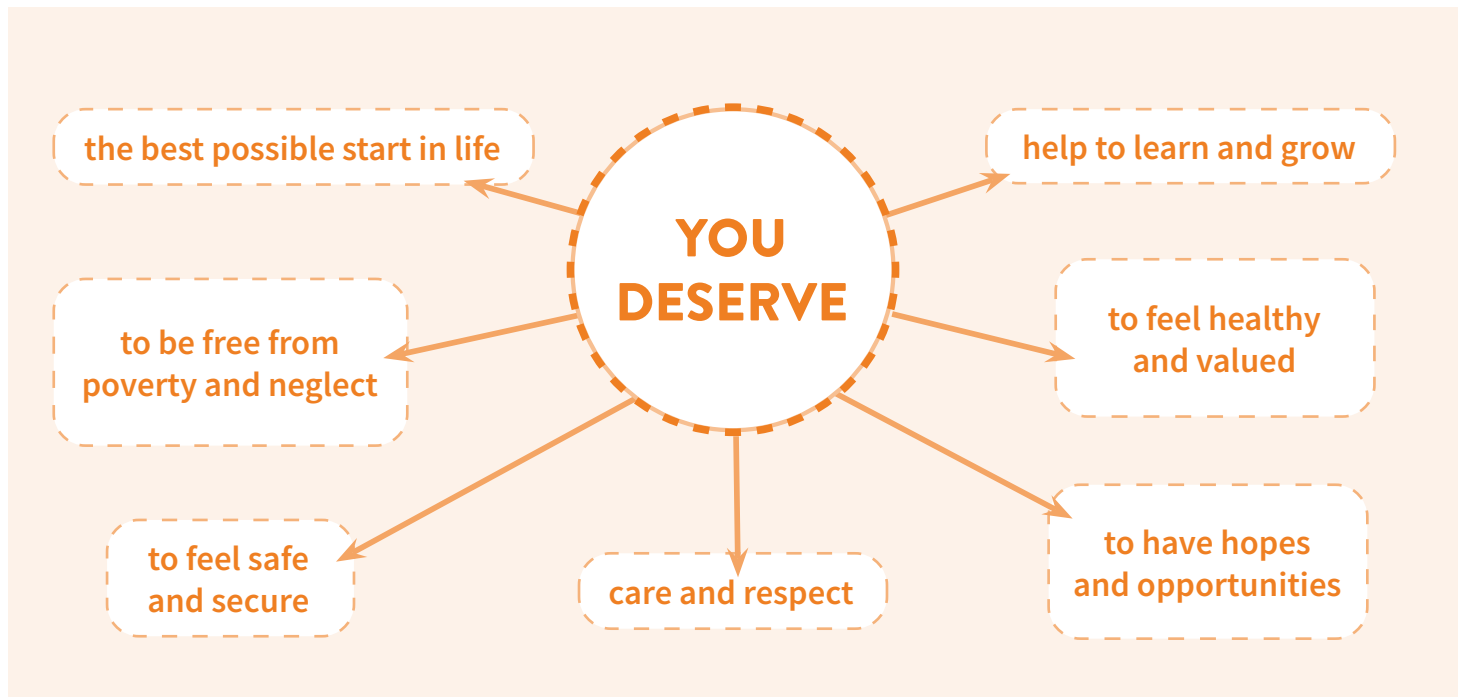 the best possible start in life
help to learn and grow
YOU
DESERVE
to be free from
poverty and neglect
to feel healthy
and valued
to feel safe
and secure
care and respect
to have hopes
and opportunities